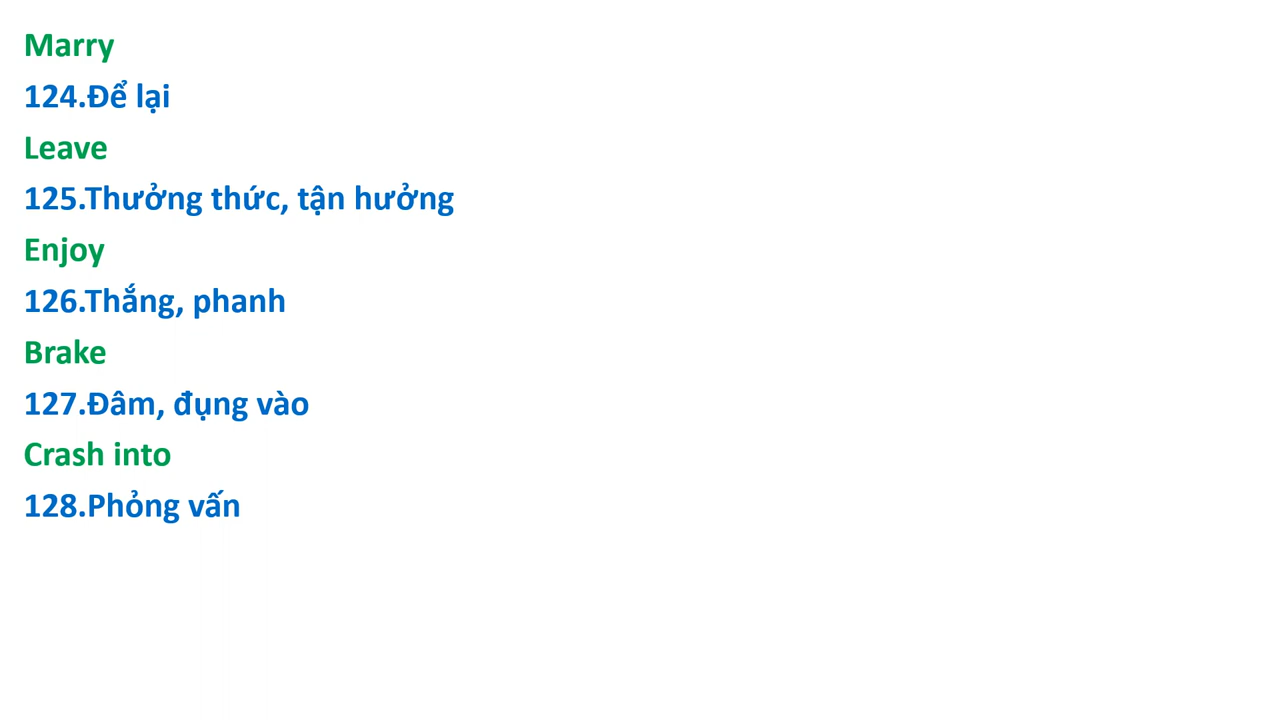 Marry
124.Để lại
Leave
125.Thưởng thức, tận hưởng
Enjoy
126.Thắng, phanh
Brake
127.Đâm, đụng vào
Crash into
128.Phỏng vấn